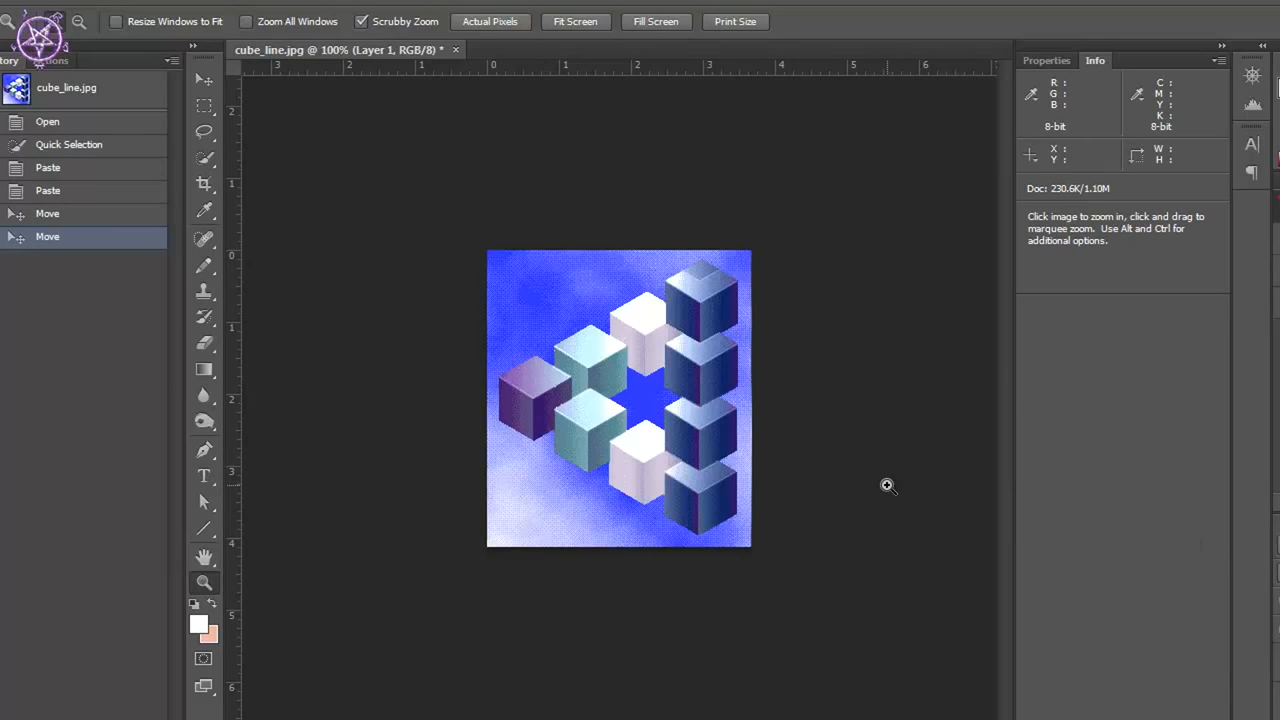 Resize Windows to Fit Zoom All Windows Scrubby Zoom Actual Pixels Fit Screen Fill Screen Print Size
cube_line.jpg @ 100% (Layer 1, RGB/8) * ×
tory
cube_line.jpg
Open
Quick Selection
Paste
Paste
Move
Move
3 2 1 0 1 2 3 4 5 6
2
1
0
1
2
3
4
5
6
Properties Info
R : C :
G : M :
B : Y :
K :
8-bit 8-bit
X : W :
Y : H :
Doc: 230.6K/1.10M
Click image to zoom in, click and drag to
marquee zoom. Use Alt and Ctrl for
additional options.